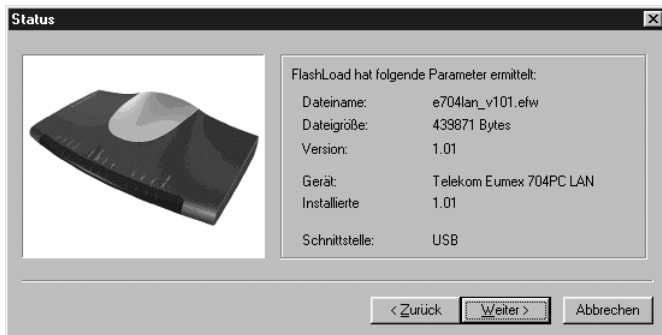 Status
FlashLoad hat folgende Parameter ermittelt:
Dateiname: e704lan_v101.efw
Dateigröße: 439871 Bytes
Version: 1.01
Gerät: Telekom Eumex 704PC LAN
Installierte 1.01
Schnittstelle: USB
< Zurück Weiter > Abbrechen